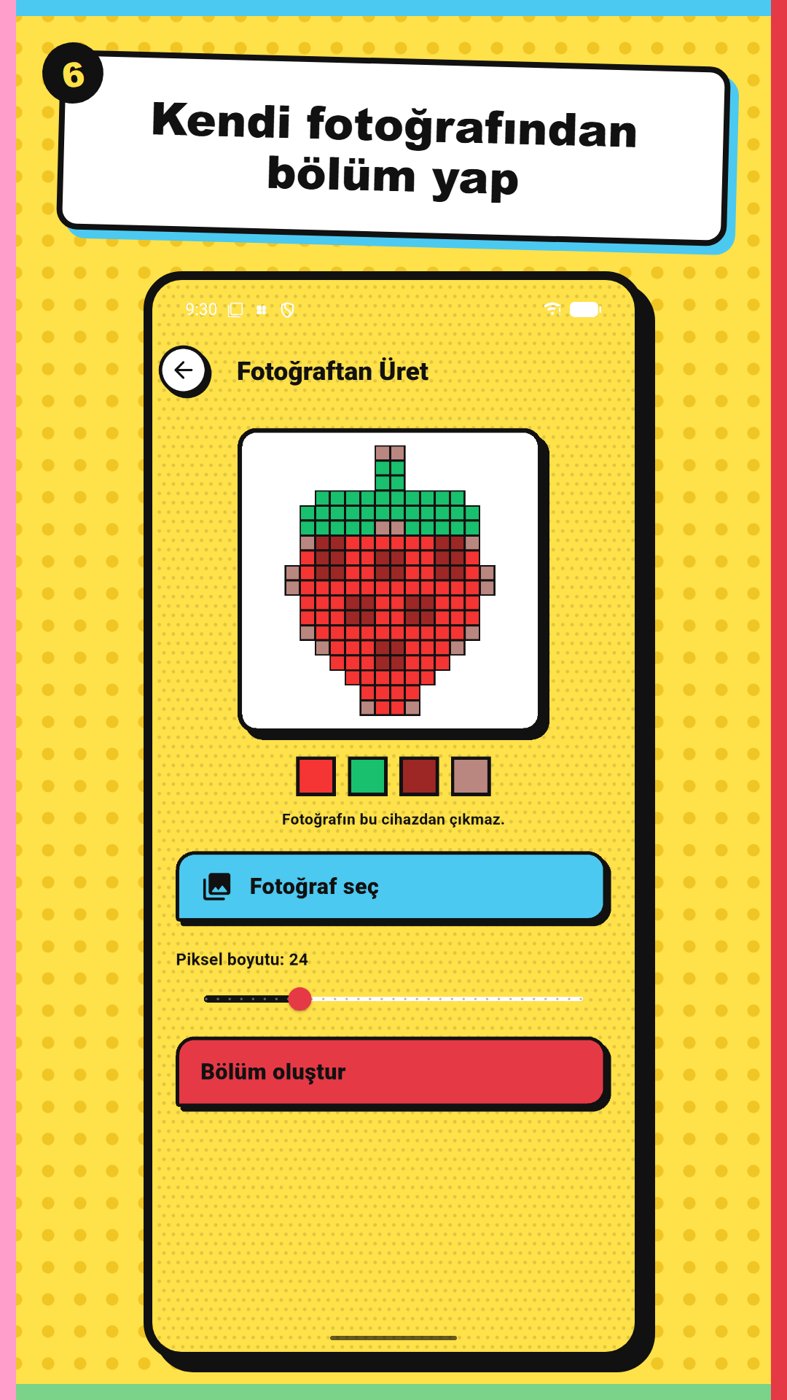 6
Kendi fotoğrafından
bölüm yap
9:30
Fotoğraftan Üret
Fotoğrafın bu cihazdan çıkmaz.
Fotoğraf seç
Piksel boyutu: 24
Bölüm oluştur